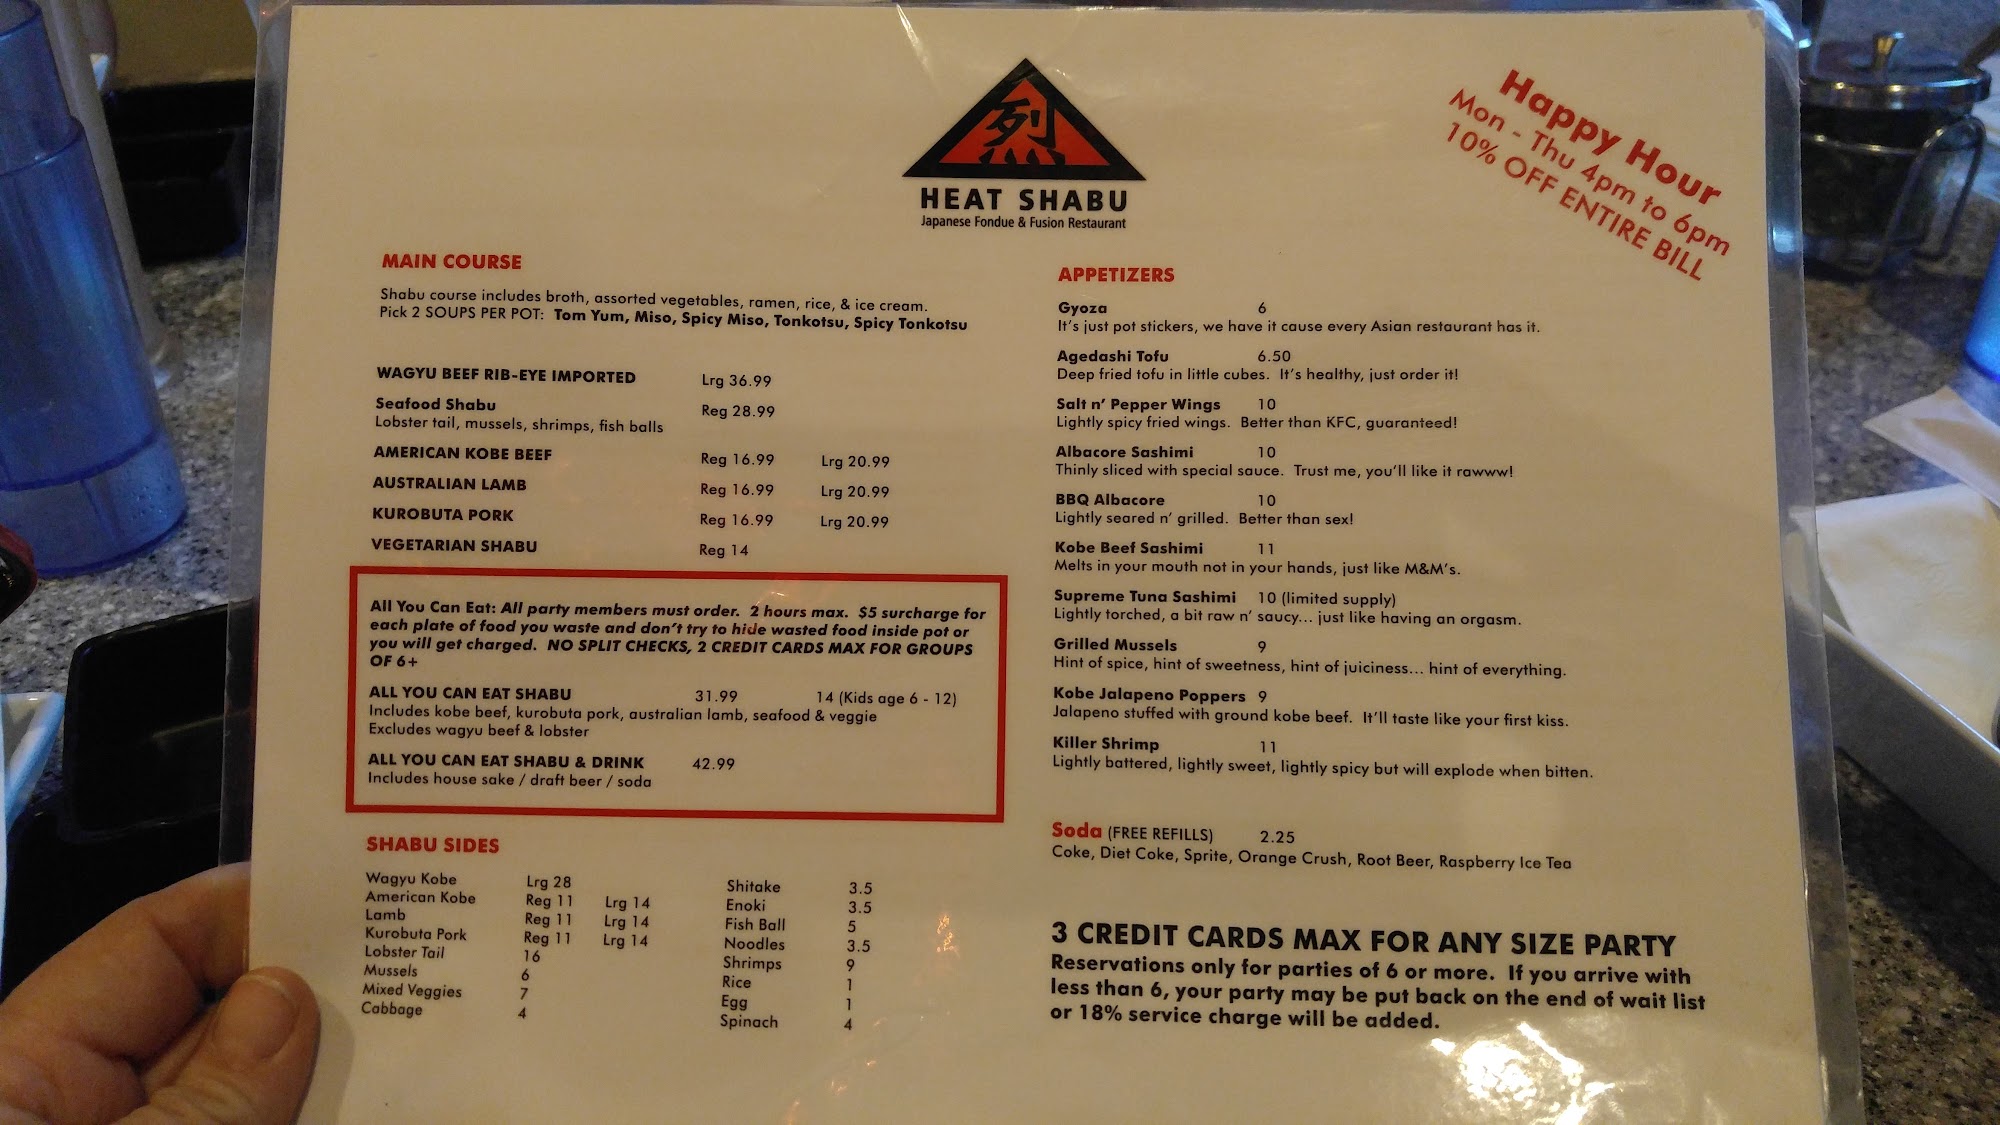 烈
HEAT SHABU
Japanese Fondue & Fusion Restaurant
Happy Hour
Mon - Thu 4pm to 6pm
10% OFF ENTIRE BILL
MAIN COURSE
Shabu course includes broth, assorted vegetables, ramen, rice, & ice cream.
Pick 2 SOUPS PER POT: Tom Yum, Miso, Spicy Miso, Tonkotsu, Spicy Tonkotsu
WAGYU BEEF RIB-EYE IMPORTED Lrg 36.99
Seafood Shabu Reg 28.99
Lobster tail, mussels, shrimps, fish balls
AMERICAN KOBE BEEF Reg 16.99 Lrg 20.99
AUSTRALIAN LAMB Reg 16.99 Lrg 20.99
KUROBUTA PORK Reg 16.99 Lrg 20.99
VEGETARIAN SHABU Reg 14
All You Can Eat: All party members must order. 2 hours max. $5 surcharge for
each plate of food you waste and don't try to hide wasted food inside pot or
you will get charged. NO SPLIT CHECKS, 2 CREDIT CARDS MAX FOR GROUPS
OF 6+
ALL YOU CAN EAT SHABU 31.99 14 (Kids age 6 - 12)
Includes kobe beef, kurobuta pork, australian lamb, seafood & veggie
Excludes wagyu beef & lobster
ALL YOU CAN EAT SHABU & DRINK 42.99
Includes house sake / draft beer / soda
SHABU SIDES
Wagyu Kobe Lrg 28
American Kobe Reg 11 Lrg 14
Lamb Reg 11 Lrg 14
Kurobuta Pork Reg 11 Lrg 14
Lobster Tail 16
Mussels 6
Mixed Veggies 7
Cabbage 4
Shitake 3.5
Enoki 3.5
Fish Ball 5
Noodles 3.5
Shrimps 9
Rice 1
Egg 1
Spinach 4
APPETIZERS
Gyoza 6
It's just pot stickers, we have it cause every Asian restaurant has it.
Agedashi Tofu 6.50
Deep fried tofu in little cubes. It's healthy, just order it!
Salt n' Pepper Wings 10
Lightly spicy fried wings. Better than KFC, guaranteed!
Albacore Sashimi 10
Thinly sliced with special sauce. Trust me, you'll like it rawww!
BBQ Albacore 10
Lightly seared n' grilled. Better than sex!
Kobe Beef Sashimi 11
Melts in your mouth not in your hands, just like M&M's.
Supreme Tuna Sashimi 10 (limited supply)
Lightly torched, a bit raw n' saucy... just like having an orgasm.
Grilled Mussels 9
Hint of spice, hint of sweetness, hint of juiciness... hint of everything.
Kobe Jalapeno Poppers 9
Jalapeno stuffed with ground kobe beef. It'll taste like your first kiss.
Killer Shrimp 11
Lightly battered, lightly sweet, lightly spicy but will explode when bitten.
Soda (FREE REFILLS) 2.25
Coke, Diet Coke, Sprite, Orange Crush, Root Beer, Raspberry Ice Tea
3 CREDIT CARDS MAX FOR ANY SIZE PARTY
Reservations only for parties of 6 or more. If you arrive with
less than 6, your party may be put back on the end of wait list
or 18% service charge will be added.